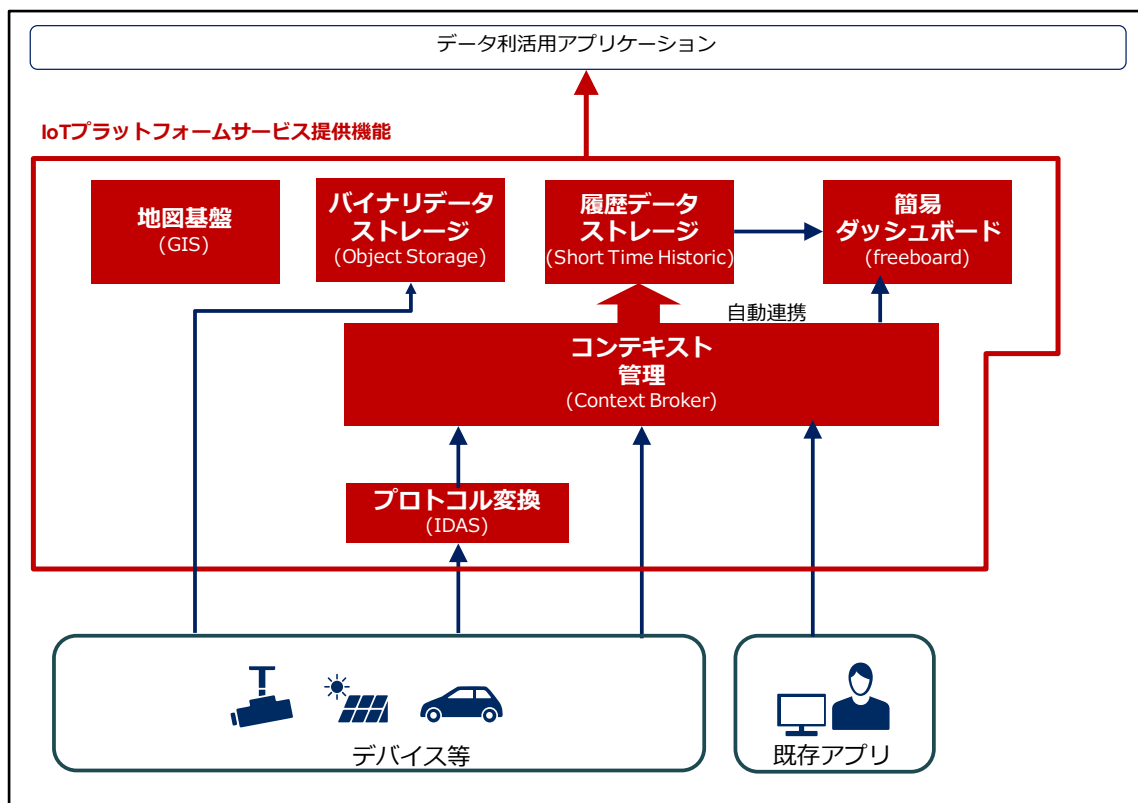 データ利活用アプリケーション
IoTプラットフォームサービス提供機能
地図基盤
(GIS)
バイナリデータ
ストレージ
(Object Storage)
履歴データ
ストレージ
(Short Time Historic)
簡易
ダッシュボード
(freeboard)
自動連携
コンテキスト
管理
(Context Broker)
プロトコル変換
(IDAS)
デバイス等
既存アプリ